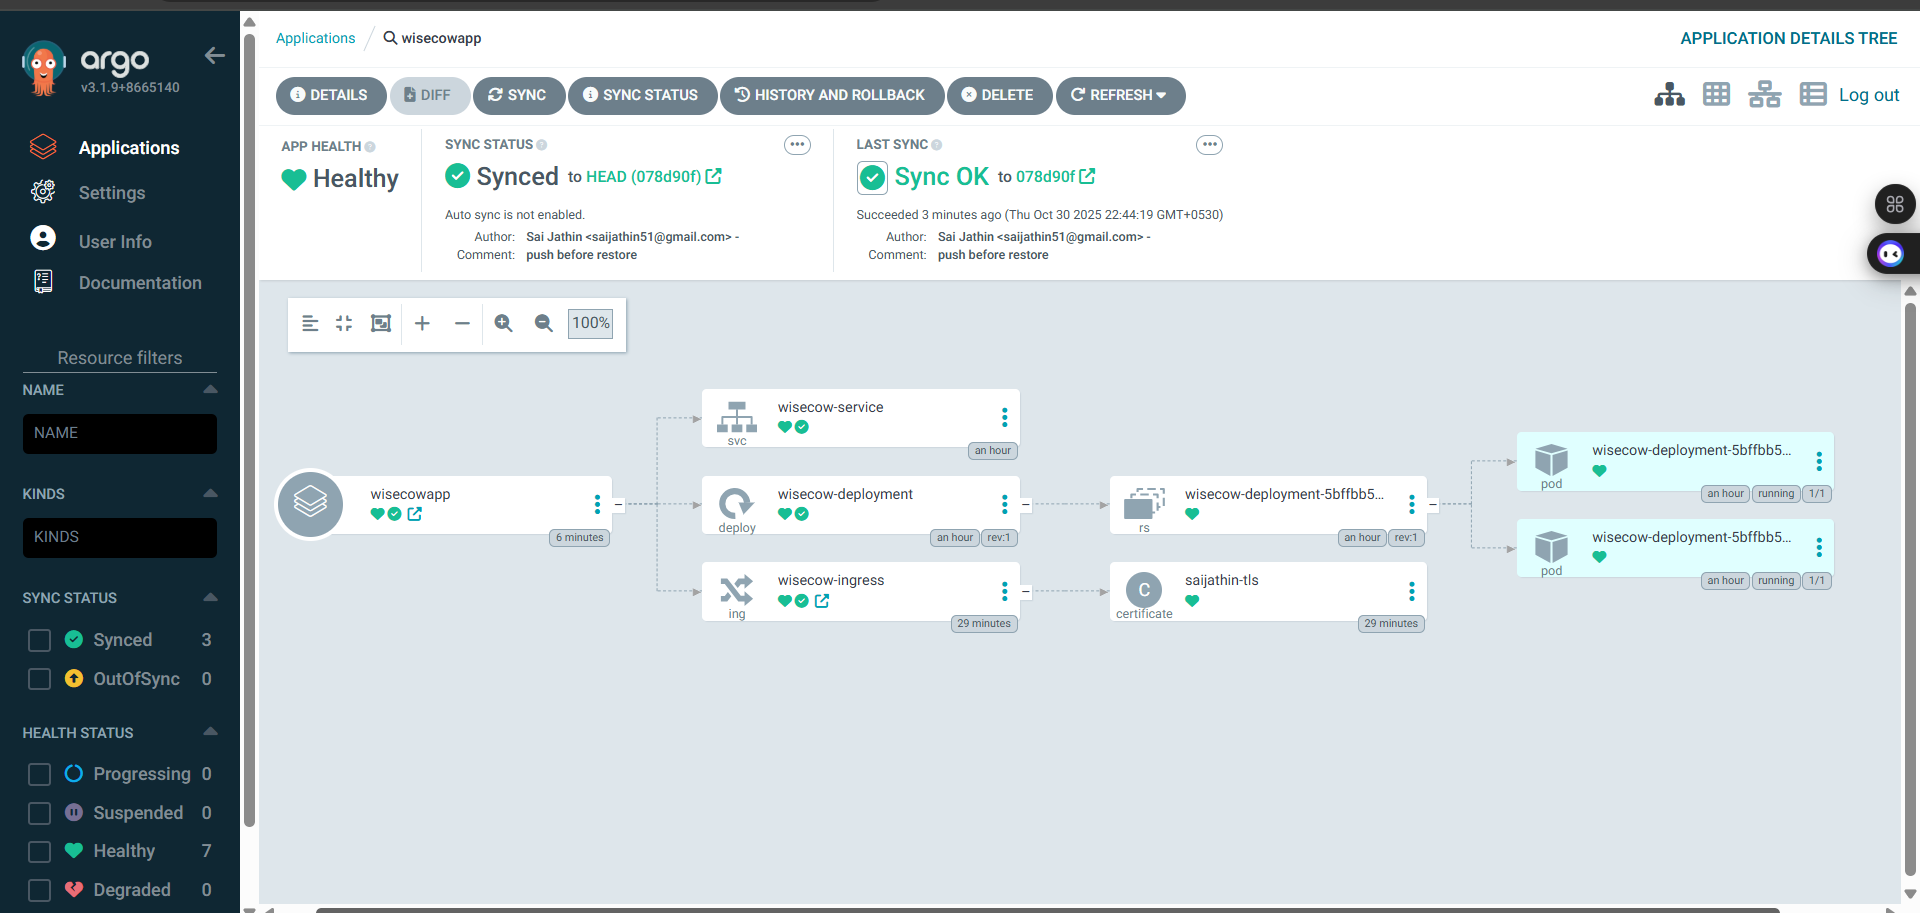 argo
v3.1.9+8665140
Applications
Settings
User Info
Documentation
Resource filters
NAME
NAME
KINDS
KINDS
SYNC STATUS
Synced 3
OutOfSync 0
HEALTH STATUS
Progressing 0
Suspended 0
Healthy 7
Degraded 0
Applications / wisecowapp
APPLICATION DETAILS TREE
DETAILS DIFF SYNC SYNC STATUS HISTORY AND ROLLBACK DELETE REFRESH
Log out
APP HEALTH
Healthy
SYNC STATUS
Synced to HEAD (078d90f)
Auto sync is not enabled.
Author: Sai Jathin <saijathin51@gmail.com> -
Comment: push before restore
LAST SYNC
Sync OK to 078d90f
Succeeded 3 minutes ago (Thu Oct 30 2025 22:44:19 GMT+0530)
Author: Sai Jathin <saijathin51@gmail.com> -
Comment: push before restore
100%
wisecowapp
6 minutes
wisecow-service
svc
an hour
wisecow-deployment
deploy
an hour rev:1
wisecow-ingress
ing
29 minutes
wisecow-deployment-5bffbb5...
rs
an hour rev:1
C
saijathin-tls
certificate
29 minutes
wisecow-deployment-5bffbb5...
pod
an hour running 1/1
wisecow-deployment-5bffbb5...
pod
an hour running 1/1